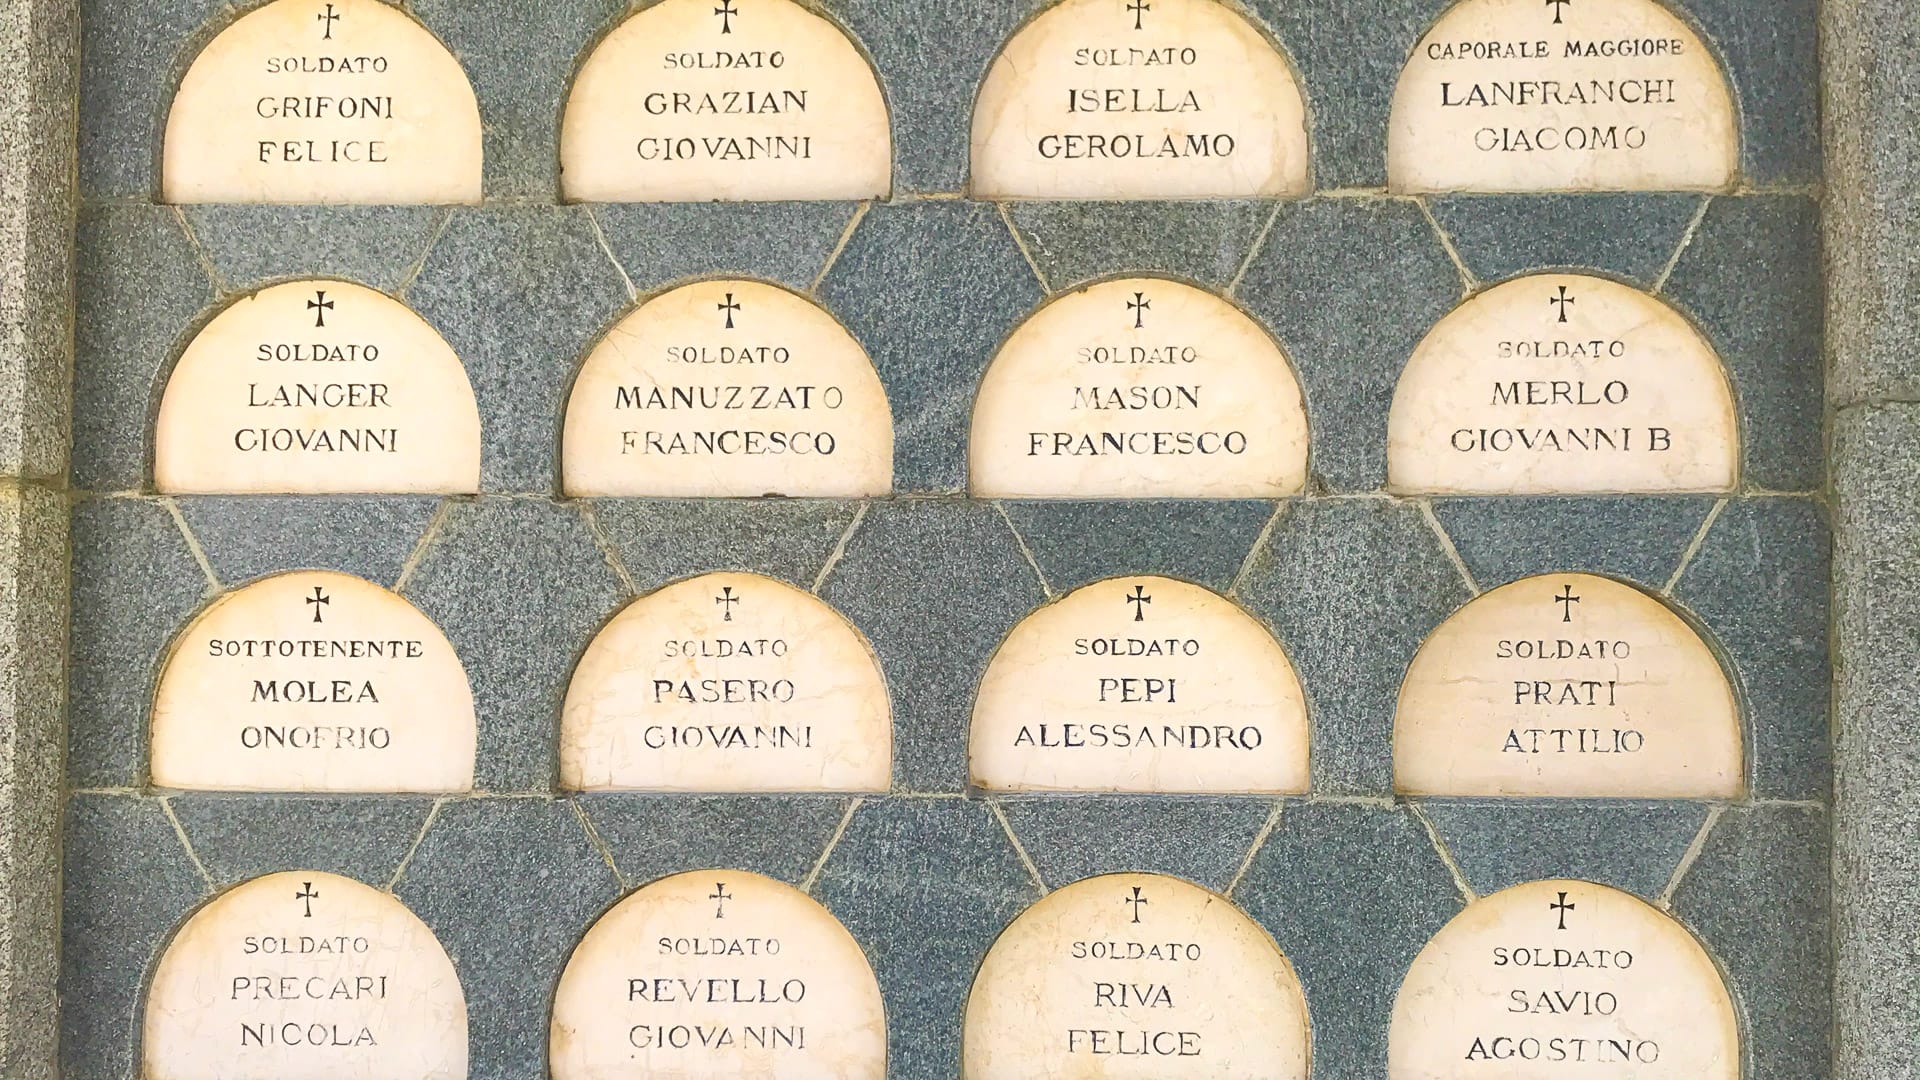 SOLDATO
GRIFONI
FELICE
SOLDATO
GRAZIAN
GIOVANNI
SOLDATO
ISELLA
GEROLAMO
CAPORALE MAGGIORE
LANFRANCHI
GIACOMO
SOLDATO
LANGER
GIOVANNI
SOLDATO
MANUZZATO
FRANCESCO
SOLDATO
MASON
FRANCESCO
SOLDATO
MERLO
GIOVANNI B
SOTTOTENENTE
MOLEA
ONOFRIO
SOLDATO
PASERO
GIOVANNI
SOLDATO
PEPI
ALESSANDRO
SOLDATO
PRATI
ATTILIO
SOLDATO
PRECARI
NICOLA
SOLDATO
REVELLO
GIOVANNI
SOLDATO
RIVA
FELICE
SOLDATO
SAVIO
AGOSTINO